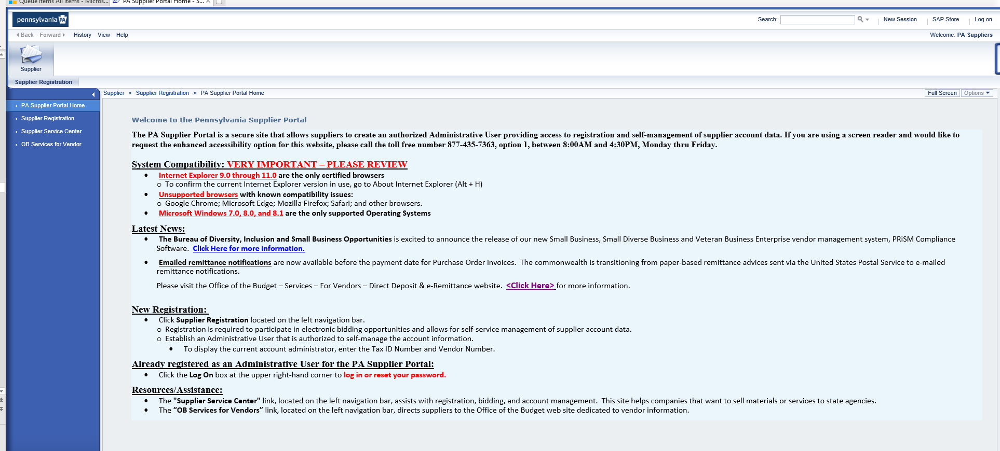 Queue Items All Items - Micros...
PA Supplier Portal Home - S...
pennsylvania PA
Search:
New Session
SAP Store
Log on
Back Forward History View Help
Welcome: PA Suppliers
Supplier
Supplier Registration
Supplier > Supplier Registration > PA Supplier Portal Home
Full Screen
Options
PA Supplier Portal Home
Supplier Registration
Supplier Service Center
OB Services for Vendor
Welcome to the Pennsylvania Supplier Portal
The PA Supplier Portal is a secure site that allows suppliers to create an authorized Administrative User providing access to registration and self-management of supplier account data. If you are using a screen reader and would like to
request the enhanced accessibility option for this website, please call the toll free number 877-435-7363, option 1, between 8:00AM and 4:30PM, Monday thru Friday.
System Compatibility: VERY IMPORTANT – PLEASE REVIEW
• Internet Explorer 9.0 through 11.0 are the only certified browsers
o To confirm the current Internet Explorer version in use, go to About Internet Explorer (Alt + H)
• Unsupported browsers with known compatibility issues:
o Google Chrome; Microsoft Edge; Mozilla Firefox; Safari; and other browsers.
• Microsoft Windows 7.0, 8.0, and 8.1 are the only supported Operating Systems
Latest News:
• The Bureau of Diversity, Inclusion and Small Business Opportunities is excited to announce the release of our new Small Business, Small Diverse Business and Veteran Business Enterprise vendor management system, PRiSM Compliance
Software. Click Here for more information.
• Emailed remittance notifications are now available before the payment date for Purchase Order invoices. The commonwealth is transitioning from paper-based remittance advices sent via the United States Postal Service to e-mailed
remittance notifications.
Please visit the Office of the Budget – Services – For Vendors – Direct Deposit & e-Remittance website. <Click Here> for more information.
New Registration:
• Click Supplier Registration located on the left navigation bar.
o Registration is required to participate in electronic bidding opportunities and allows for self-service management of supplier account data.
o Establish an Administrative User that is authorized to self-manage the account information.
• To display the current account administrator, enter the Tax ID Number and Vendor Number.
Already registered as an Administrative User for the PA Supplier Portal:
• Click the Log On box at the upper right-hand corner to log in or reset your password.
Resources/Assistance:
• The "Supplier Service Center" link, located on the left navigation bar, assists with registration, bidding, and account management. This site helps companies that want to sell materials or services to state agencies.
• The “OB Services for Vendors” link, located on the left navigation bar, directs suppliers to the Office of the Budget web site dedicated to vendor information.